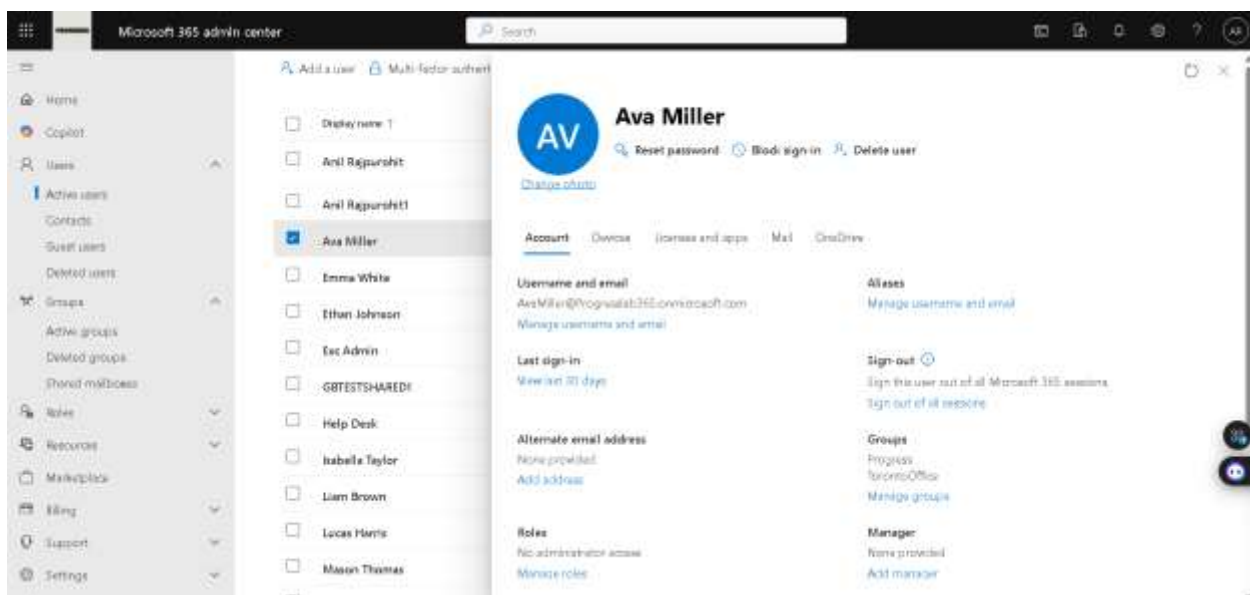 Microsoft 365 admin center
Search
Home
Copilot
Users
Active users
Contacts
Guest users
Deleted users
Groups
Active groups
Deleted groups
Shared mailboxes
Roles
Resources
Marketplace
Billing
Support
Settings
Add a user Multi-factor authent
Display name ↑
Anil Rajpurohit
Anil Rajpurohit1
Ava Miller
Emma White
Ethan Johnson
Exc Admin
GBTESTSHARED1
Help Desk
Isabella Taylor
Liam Brown
Lucas Harris
Mason Thomas
AV
Ava Miller
Reset password Block sign-in Delete user
Change photo
Account Devices Licenses and apps Mail OneDrive
Username and email
Manage username and email
Aliases
Manage username and email
Last sign-in
View last 30 days
Sign-out
Sign this user out of all Microsoft 365 sessions.
Sign out of all sessions
Alternate email address
None provided
Add address
Groups
Progress
TorontoOffice
Manage groups
Roles
No administrator access
Manage roles
Manager
None provided
Add manager